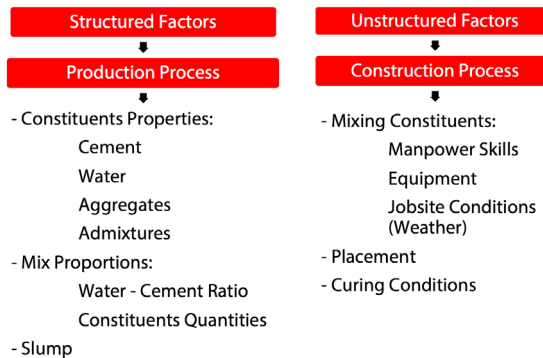 Structured Factors
Production Process
- Constituents Properties:
Cement
Water
Aggregates
Admixtures
- Mix Proportions:
Water - Cement Ratio
Constituents Quantities
- Slump
Unstructured Factors
Construction Process
- Mixing Constituents:
Manpower Skills
Equipment
Jobsite Conditions
(Weather)
- Placement
- Curing Conditions